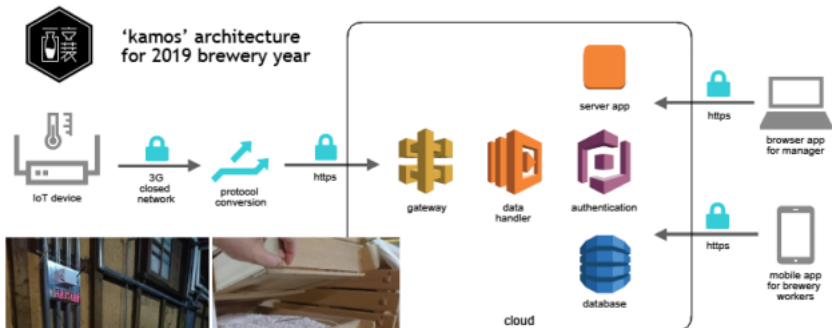 ‘kamos’ architecture
for 2019 brewery year
server app
https
browser app
for manager
IoT device
3G
closed
network
protocol
conversion
https
gateway
data
handler
authentication
https
mobile app
for brewery
workers
database
cloud